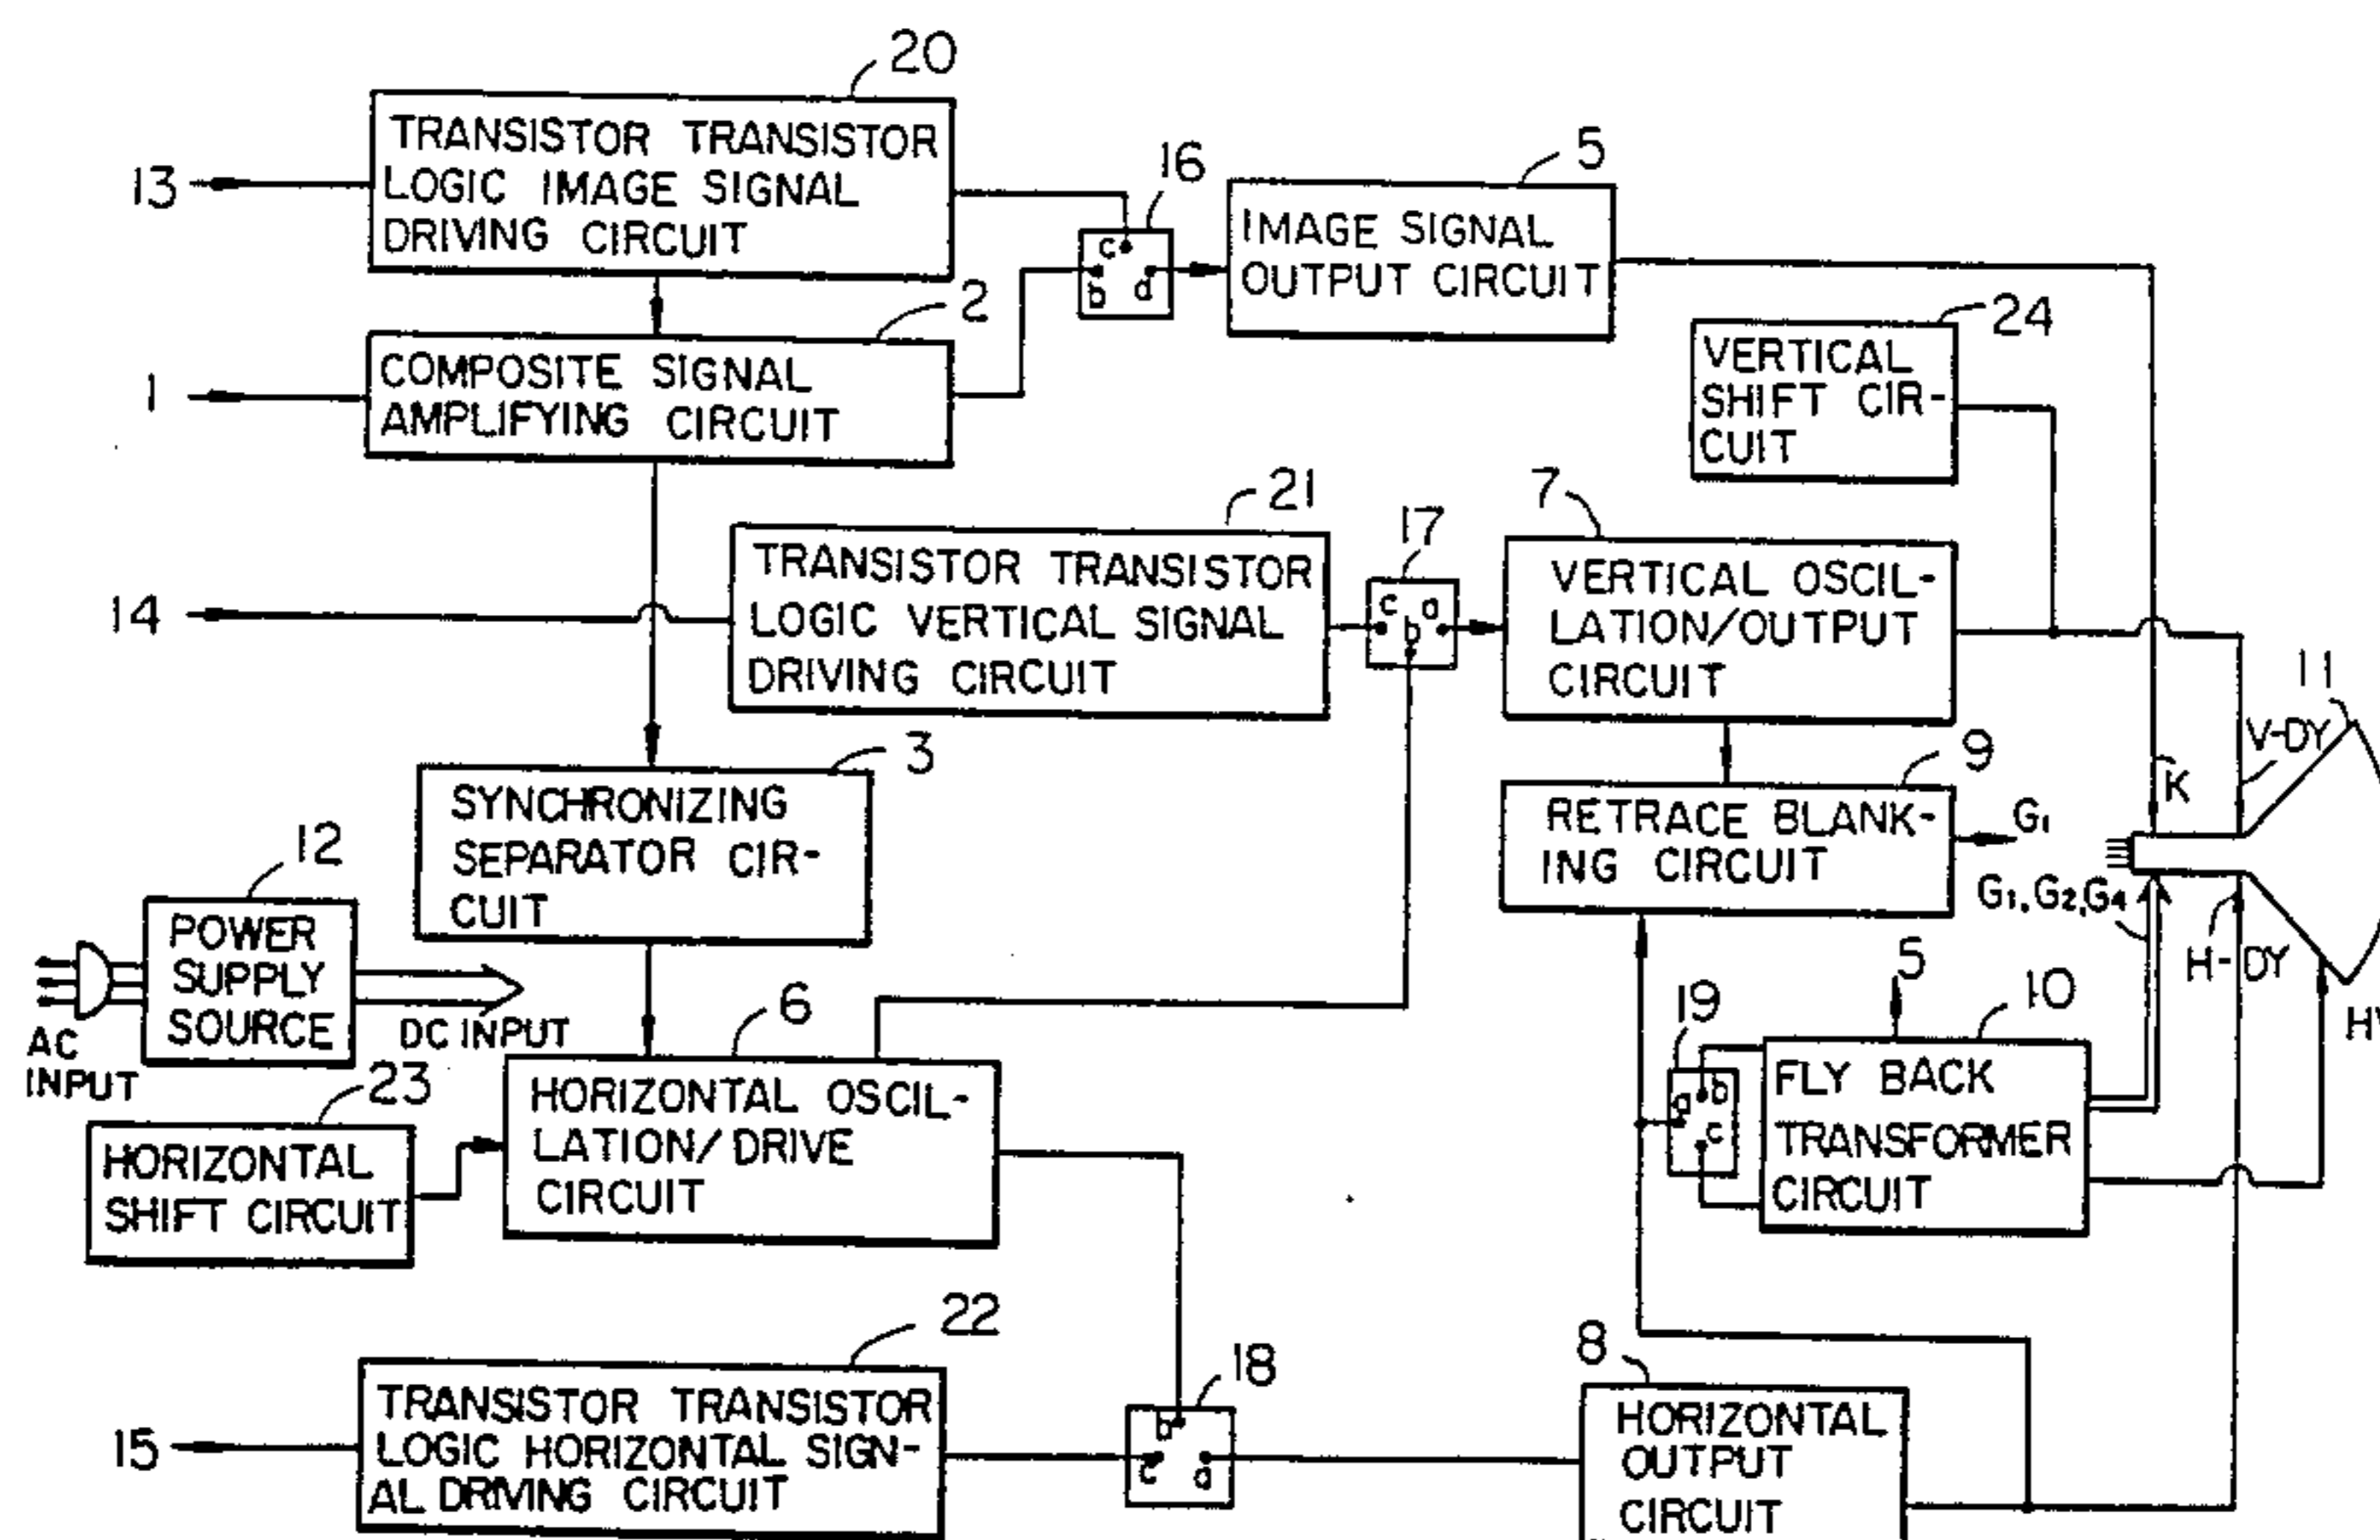 20
TRANSISTOR TRANSISTOR
LOGIC IMAGE SIGNAL
DRIVING CIRCUIT
13
16
c
b d
5
IMAGE SIGNAL
OUTPUT CIRCUIT
2
COMPOSITE SIGNAL
AMPLIFYING CIRCUIT
1
24
VERTICAL
SHIFT CIR-
CUIT
21
TRANSISTOR TRANSISTOR
LOGIC VERTICAL SIGNAL
DRIVING CIRCUIT
14
17
c a
b
7
VERTICAL OSCIL-
LATION/OUTPUT
CIRCUIT
11
V-DY
K
3
SYNCHRONIZING
SEPARATOR CIR-
CUIT
9
RETRACE BLANK-
ING CIRCUIT
G1
G1,G2,G4
H-DY
HV
12
POWER
SUPPLY
SOURCE
AC
INPUT
DC INPUT
6
HORIZONTAL OSCIL-
LATION/DRIVE
CIRCUIT
23
HORIZONTAL
SHIFT CIRCUIT
5
19
a b
c
10
FLY BACK
TRANSFORMER
CIRCUIT
22
TRANSISTOR TRANSISTOR
LOGIC HORIZONTAL SIGN-
AL DRIVING CIRCUIT
15
18
b
c a
8
HORIZONTAL
OUTPUT
CIRCUIT